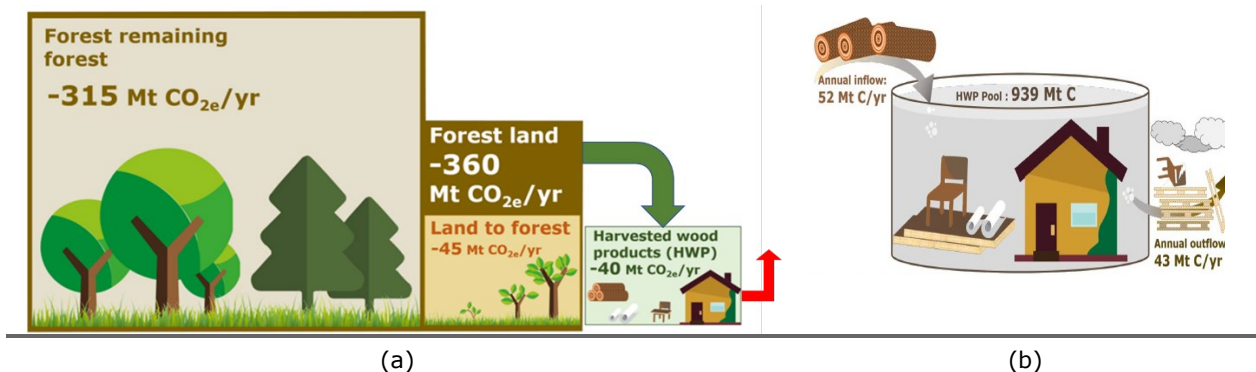 Forest remaining
forest
-315 Mt CO2e/yr
Forest land
-360
Mt CO2e/yr
Land to forest
-45 Mt CO2e/yr
Harvested wood
products (HWP)
-40 Mt CO2e/yr
(a)
Annual inflow:
52 Mt C/yr
HWP Pool : 939 Mt C
Annual outflow:
43 Mt C/yr
(b)